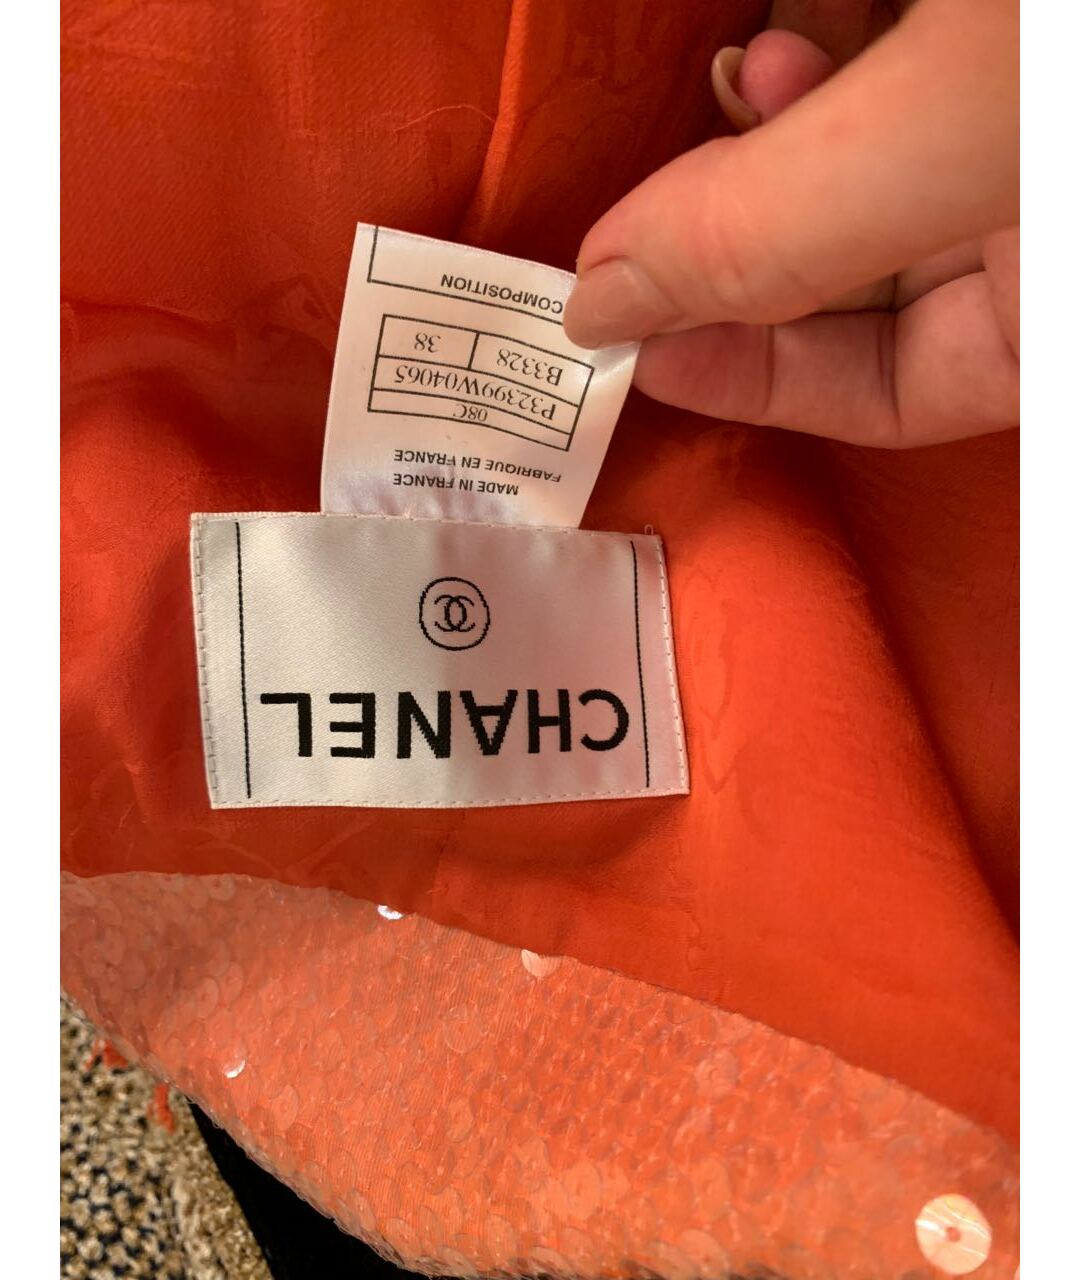 CHANEL
MADE IN FRANCE
FABRIQUE EN FRANCE
08C
P32399W04065
B3328 38
COMPOSITION